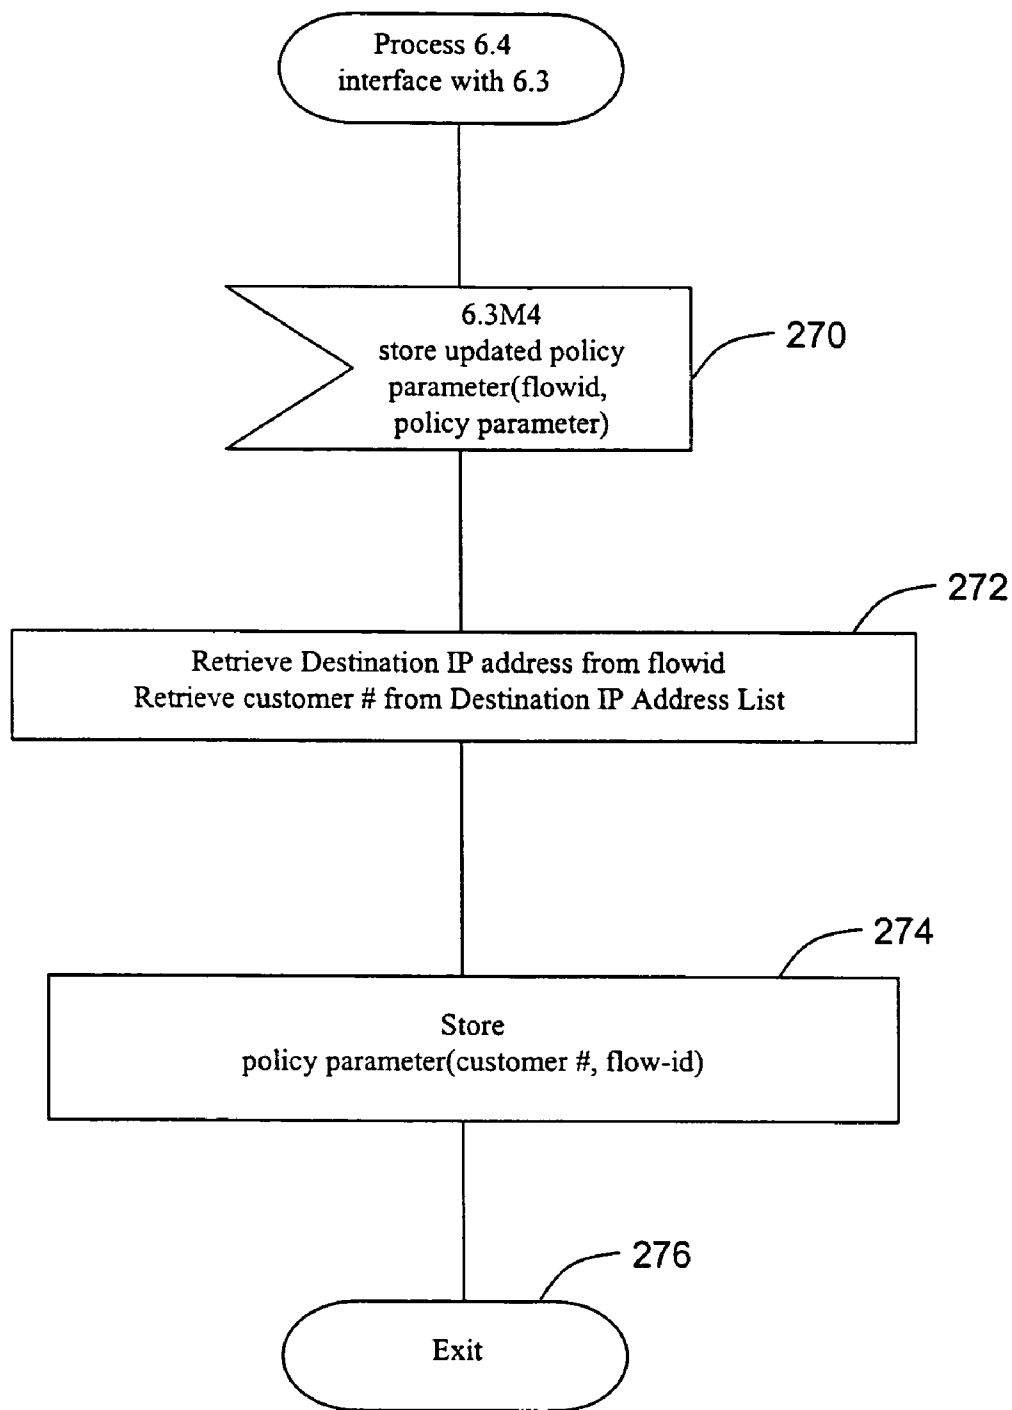 Process 6.4
interface with 6.3
6.3M4
store updated policy
parameter(flowid,
policy parameter)
270
272
Retrieve Destination IP address from flowid
Retrieve customer # from Destination IP Address List
274
Store
policy parameter(customer #, flow-id)
276
Exit